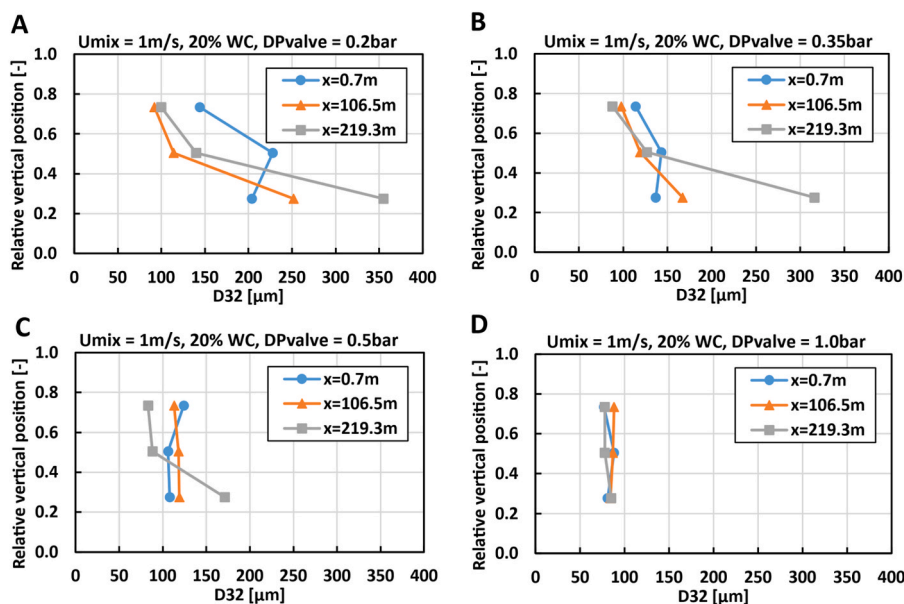 A
Umix = 1m/s, 20% WC, DPvalve = 0.2bar
Relative vertical position [-]
1.0
0.8
0.6
0.4
0.2
0.0
x=0.7m
x=106.5m
x=219.3m
0 50 100 150 200 250 300 350 400
D32 [µm]
B
Umix = 1m/s, 20% WC, DPvalve = 0.35bar
Relative vertical position [-]
1.0
0.8
0.6
0.4
0.2
0.0
x=0.7m
x=106.5m
x=219.3m
0 50 100 150 200 250 300 350 400
D32 [µm]
C
Umix = 1m/s, 20% WC, DPvalve = 0.5bar
Relative vertical position [-]
1.0
0.8
0.6
0.4
0.2
0.0
x=0.7m
x=106.5m
x=219.3m
0 50 100 150 200 250 300 350 400
D32 [µm]
D
Umix = 1m/s, 20% WC, DPvalve = 1.0bar
Relative vertical position [-]
1.0
0.8
0.6
0.4
0.2
0.0
x=0.7m
x=106.5m
x=219.3m
0 50 100 150 200 250 300 350 400
D32 [µm]